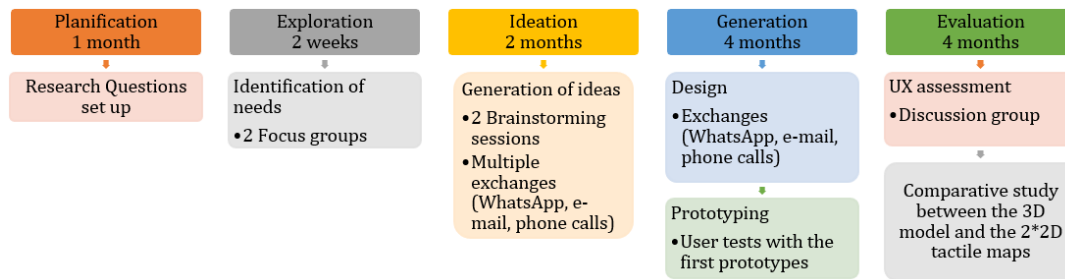 Planification
1 month
Research Questions
set up
Exploration
2 weeks
Identification of
needs
•2 Focus groups
Ideation
2 months
Generation of ideas
•2 Brainstorming
sessions
•Multiple
exchanges
(WhatsApp, e-
mail, phone calls)
Generation
4 months
Design
•Exchanges
(WhatsApp, e-mail,
phone calls)
Prototyping
•User tests with the
first prototypes
Evaluation
4 months
UX assessment
•Discussion group
Comparative study
between the 3D
model and the 2*2D
tactile maps